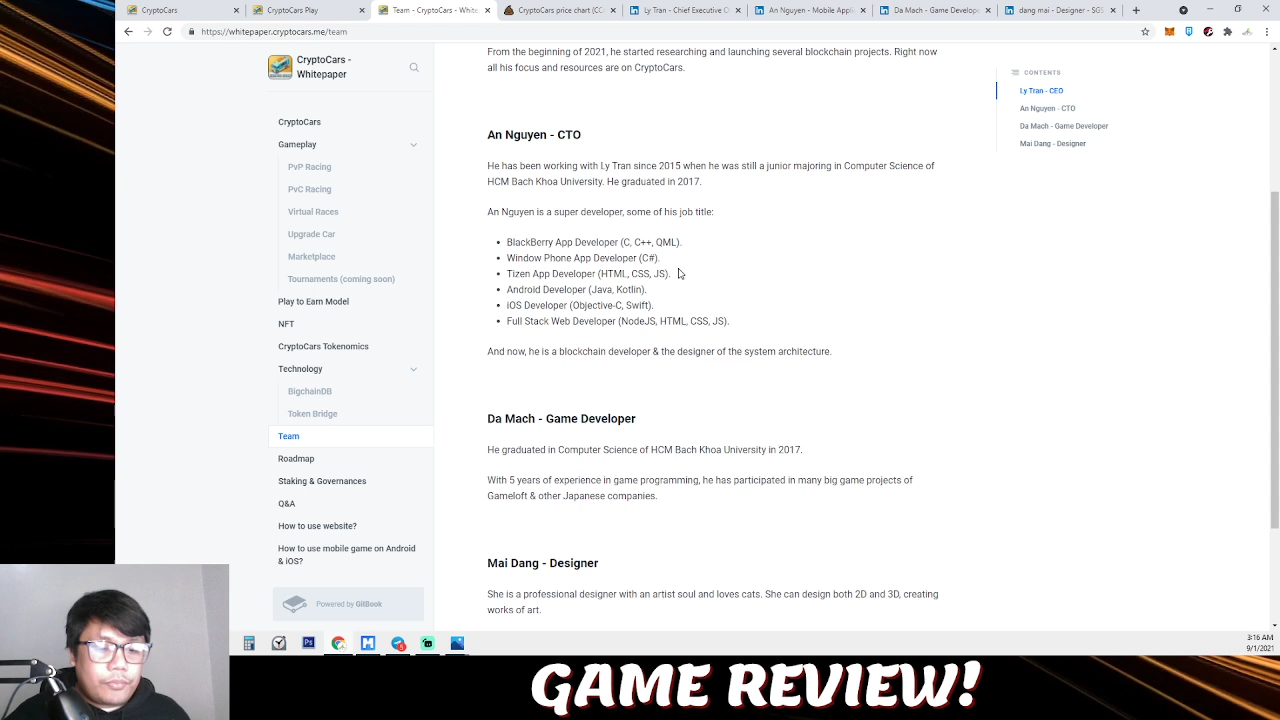 CryptoCars
CryptoCars Play
Team - CryptoCars - Whitepaper
CryptoCars price chart (CC
Ly Tran - Chief Executive O
An Nguyen - Mobile App
Da Mach - Game Develope
Dang mai - Designer - SGS
https://whitepaper.cryptocars.me/team
CryptoCars -
Whitepaper
CryptoCars
Gameplay
PvP Racing
PvC Racing
Virtual Races
Upgrade Car
Marketplace
Tournaments (coming soon)
Play to Earn Model
NFT
CryptoCars Tokenomics
Technology
BigchainDB
Token Bridge
Team
Roadmap
Staking & Governances
Q&A
How to use website?
How to use mobile game on Android
& iOS?
Powered by GitBook
From the beginning of 2021, he started researching and launching several blockchain projects. Right now
all his focus and resources are on CryptoCars.
An Nguyen - CTO
He has been working with Ly Tran since 2015 when he was still a junior majoring in Computer Science of
HCM Bach Khoa University. He graduated in 2017.
An Nguyen is a super developer, some of his job title:
• BlackBerry App Developer (C, C++, QML).
• Window Phone App Developer (C#).
• Tizen App Developer (HTML, CSS, JS).
• Android Developer (Java, Kotlin).
• iOS Developer (Objective-C, Swift).
• Full Stack Web Developer (NodeJS, HTML, CSS, JS).
And now, he is a blockchain developer & the designer of the system architecture.
Da Mach - Game Developer
He graduated in Computer Science of HCM Bach Khoa University in 2017.
With 5 years of experience in game programming, he has participated in many big game projects of
Gameloft & other Japanese companies.
Mai Dang - Designer
She is a professional designer with an artist soul and loves cats. She can design both 2D and 3D, creating
works of art.
CONTENTS
Ly Tran - CEO
An Nguyen - CTO
Da Mach - Game Developer
Mai Dang - Designer
3:16 AM
9/1/2021
GAME REVIEW!